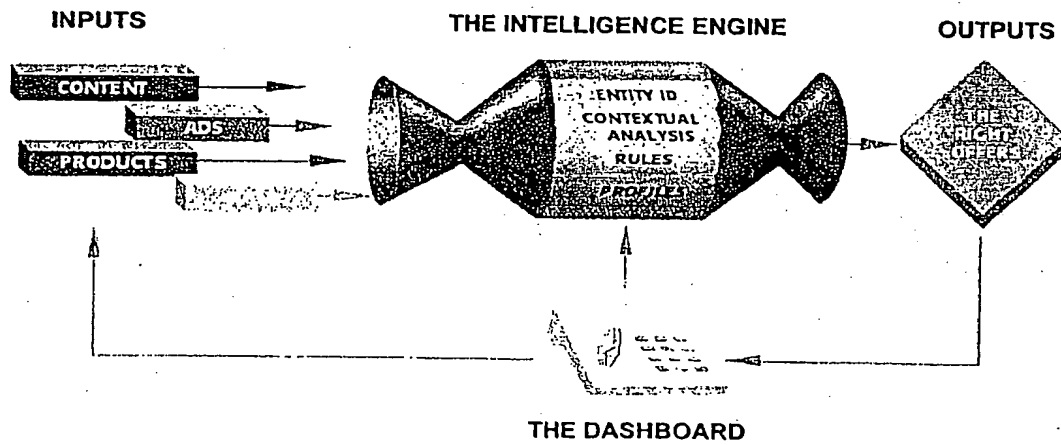 INPUTS
THE INTELLIGENCE ENGINE
OUTPUTS
CONTENT
ADS
PRODUCTS
ENTITY ID
CONTEXTUAL
ANALYSIS
RULES
PROFILES
THE
RIGHT
OFFERS
THE DASHBOARD